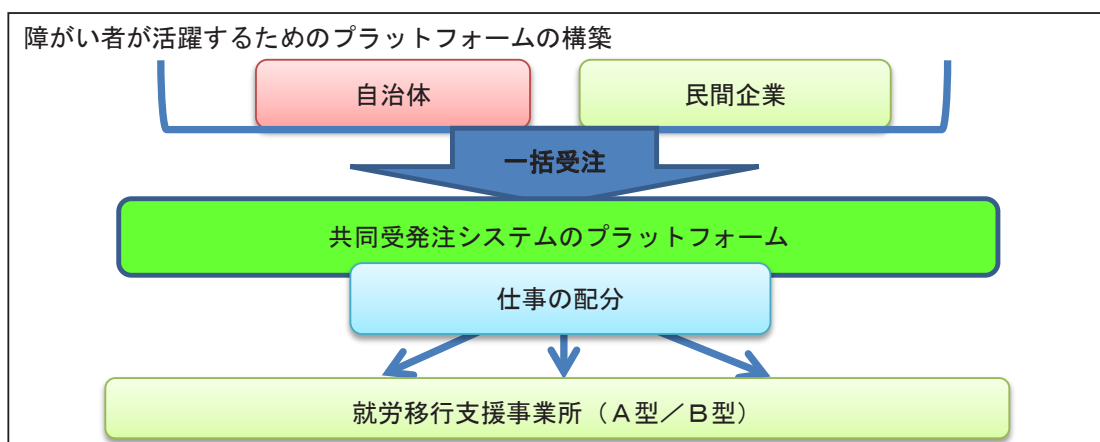 障がい者が活躍するためのプラットフォームの構築
自治体
民間企業
一括受注
共同受発注システムのプラットフォーム
仕事の配分
就労移行支援事業所（Ａ型／Ｂ型）